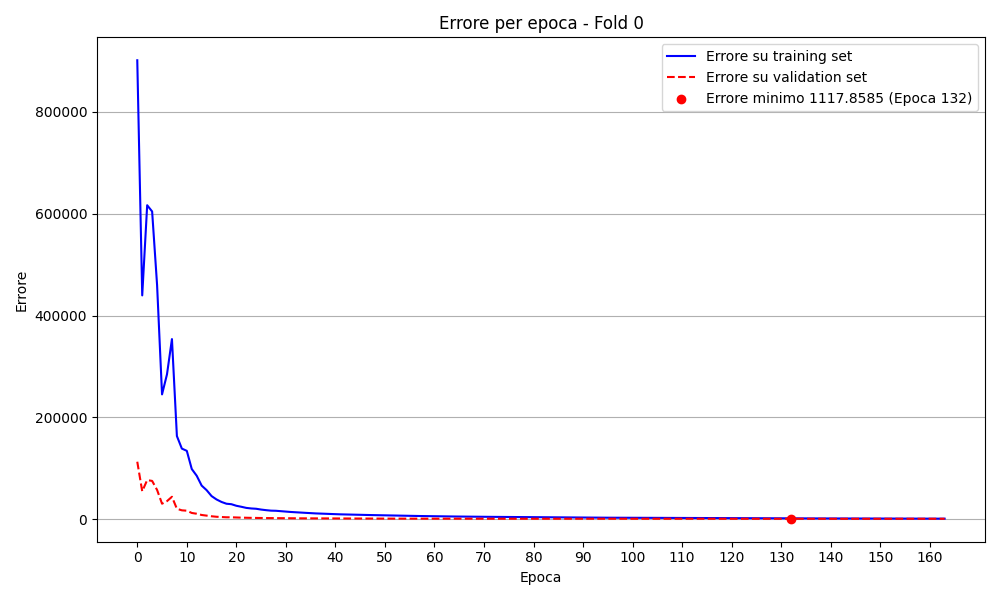 Errore per epoca - Fold 0
Errore su training set
Errore su validation set
Errore minimo 1117.8585 (Epoca 132)
Errore
800000
600000
400000
200000
0
0 10 20 30 40 50 60 70 80 90 100 110 120 130 140 150 160
Epoca